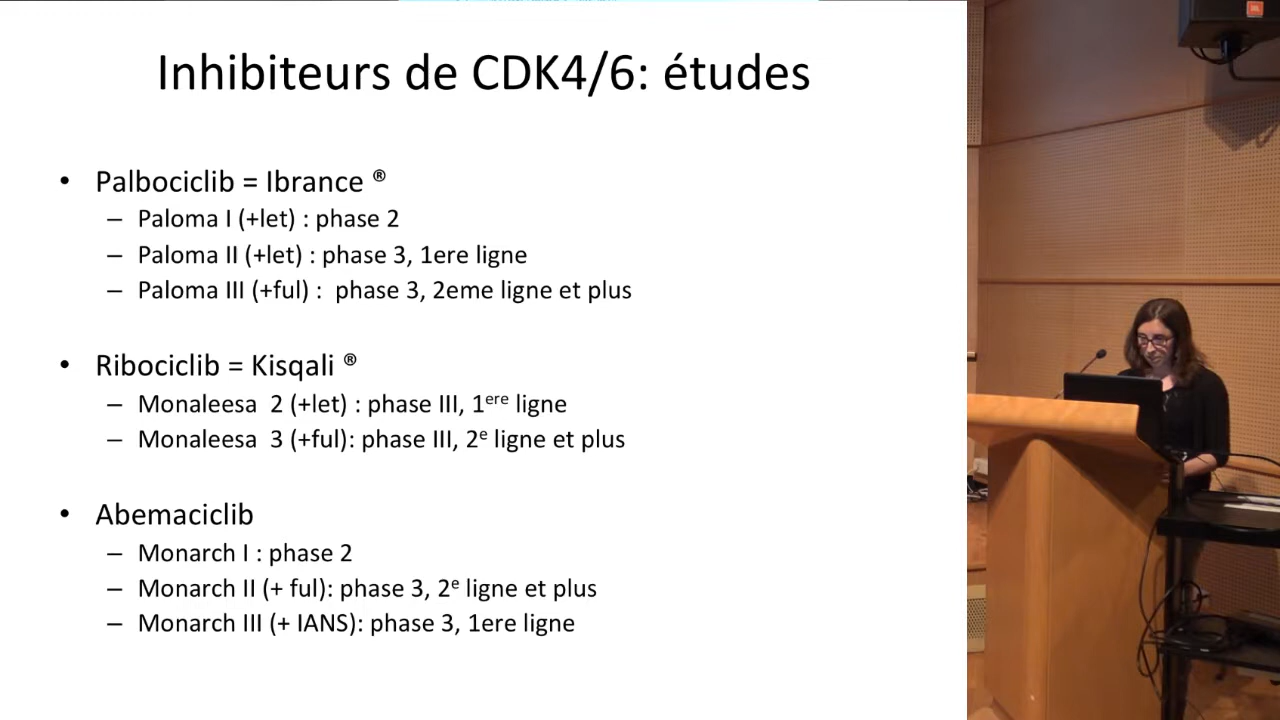 Inhibiteurs de CDK4/6: études
• Palbociclib = Ibrance ®
– Paloma I (+let) : phase 2
– Paloma II (+let) : phase 3, 1ere ligne
– Paloma III (+ful) : phase 3, 2eme ligne et plus
• Ribociclib = Kisqali ®
– Monaleesa 2 (+let) : phase III, 1ere ligne
– Monaleesa 3 (+ful): phase III, 2e ligne et plus
• Abemaciclib
– Monarch I : phase 2
– Monarch II (+ ful): phase 3, 2e ligne et plus
– Monarch III (+ IANS): phase 3, 1ere ligne